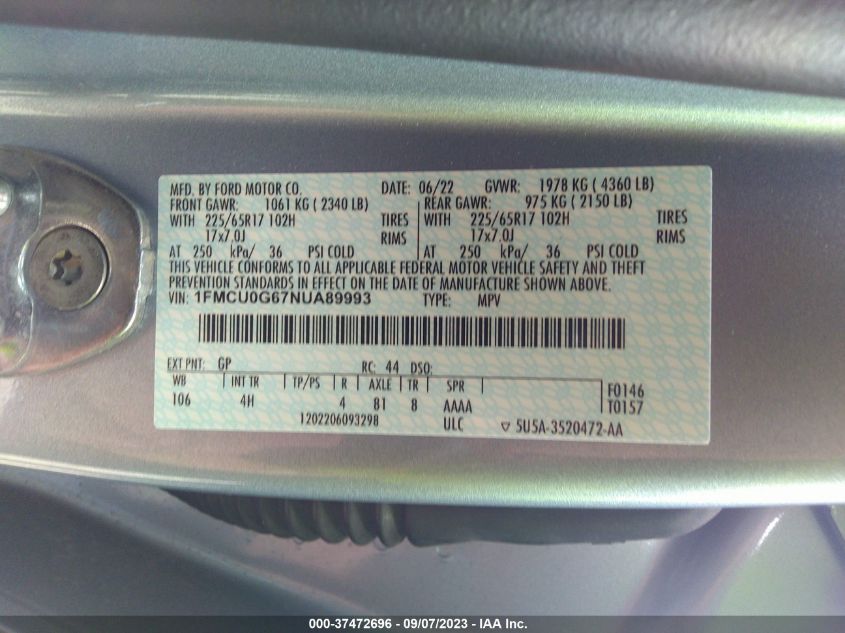 MFD. BY FORD MOTOR CO. DATE: 06/22 GVWR: 1978 KG ( 4360 LB)
FRONT GAWR: 1061 KG ( 2340 LB) REAR GAWR: 975 KG ( 2150 LB)
WITH 225/65R17 102H TIRES WITH 225/65R17 102H TIRES
17x7.0J RIMS 17x7.0J RIMS
AT 250 kPa/ 36 PSI COLD AT 250 kPa/ 36 PSI COLD
THIS VEHICLE CONFORMS TO ALL APPLICABLE FEDERAL MOTOR VEHICLE SAFETY AND THEFT
PREVENTION STANDARDS IN EFFECT ON THE DATE OF MANUFACTURE SHOWN ABOVE.
VIN: 1FMCU0G67NUA89993 TYPE: MPV
EXT PNT: GP RC: 44 DSO:
WB INT TR TP/PS R AXLE TR SPR F0146
106 4H 4 81 8 AAAA T0157
1202206093298 ULC ▽ 5U5A-3520472-AA
000-37472696 - 09/07/2023 - IAA Inc.